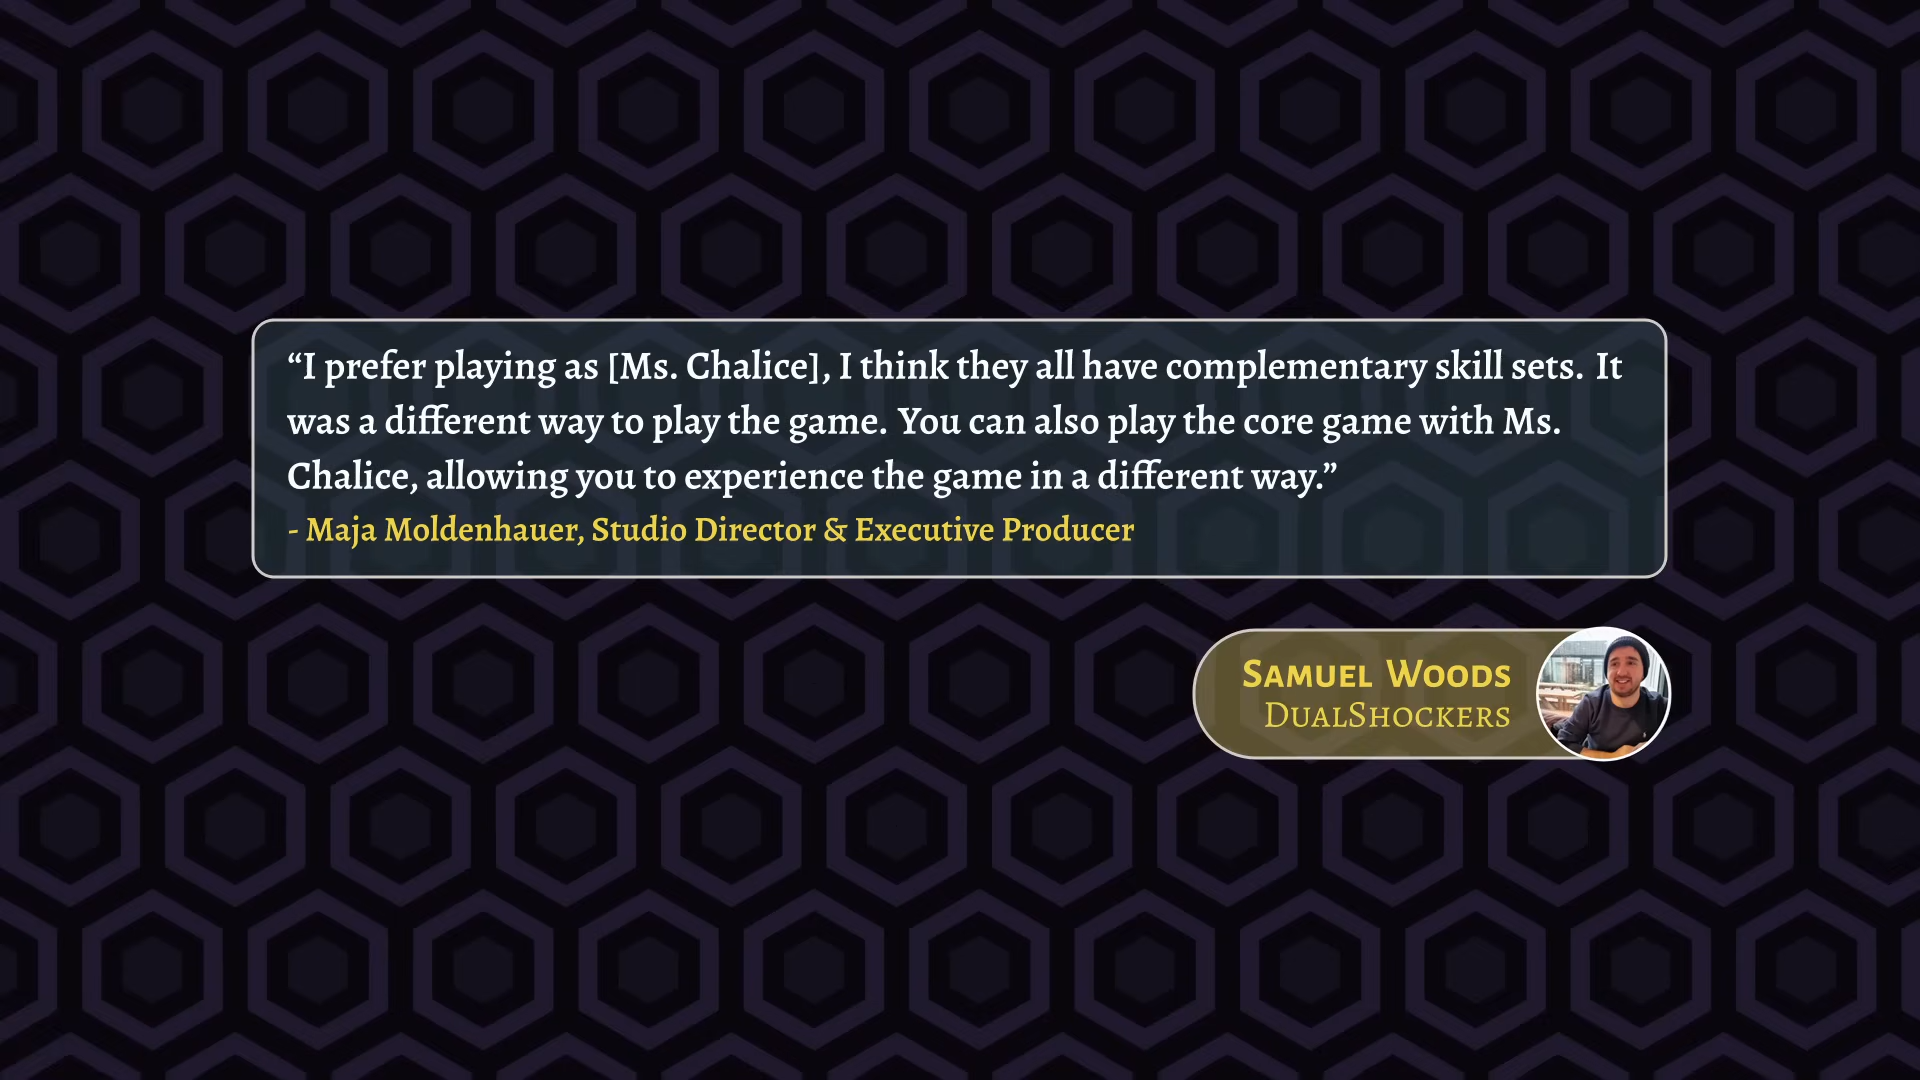 “I prefer playing as [Ms. Chalice], I think they all have complementary skill sets. It
was a different way to play the game. You can also play the core game with Ms.
Chalice, allowing you to experience the game in a different way.”
- Maja Moldenhauer, Studio Director & Executive Producer
Samuel Woods
DualShockers